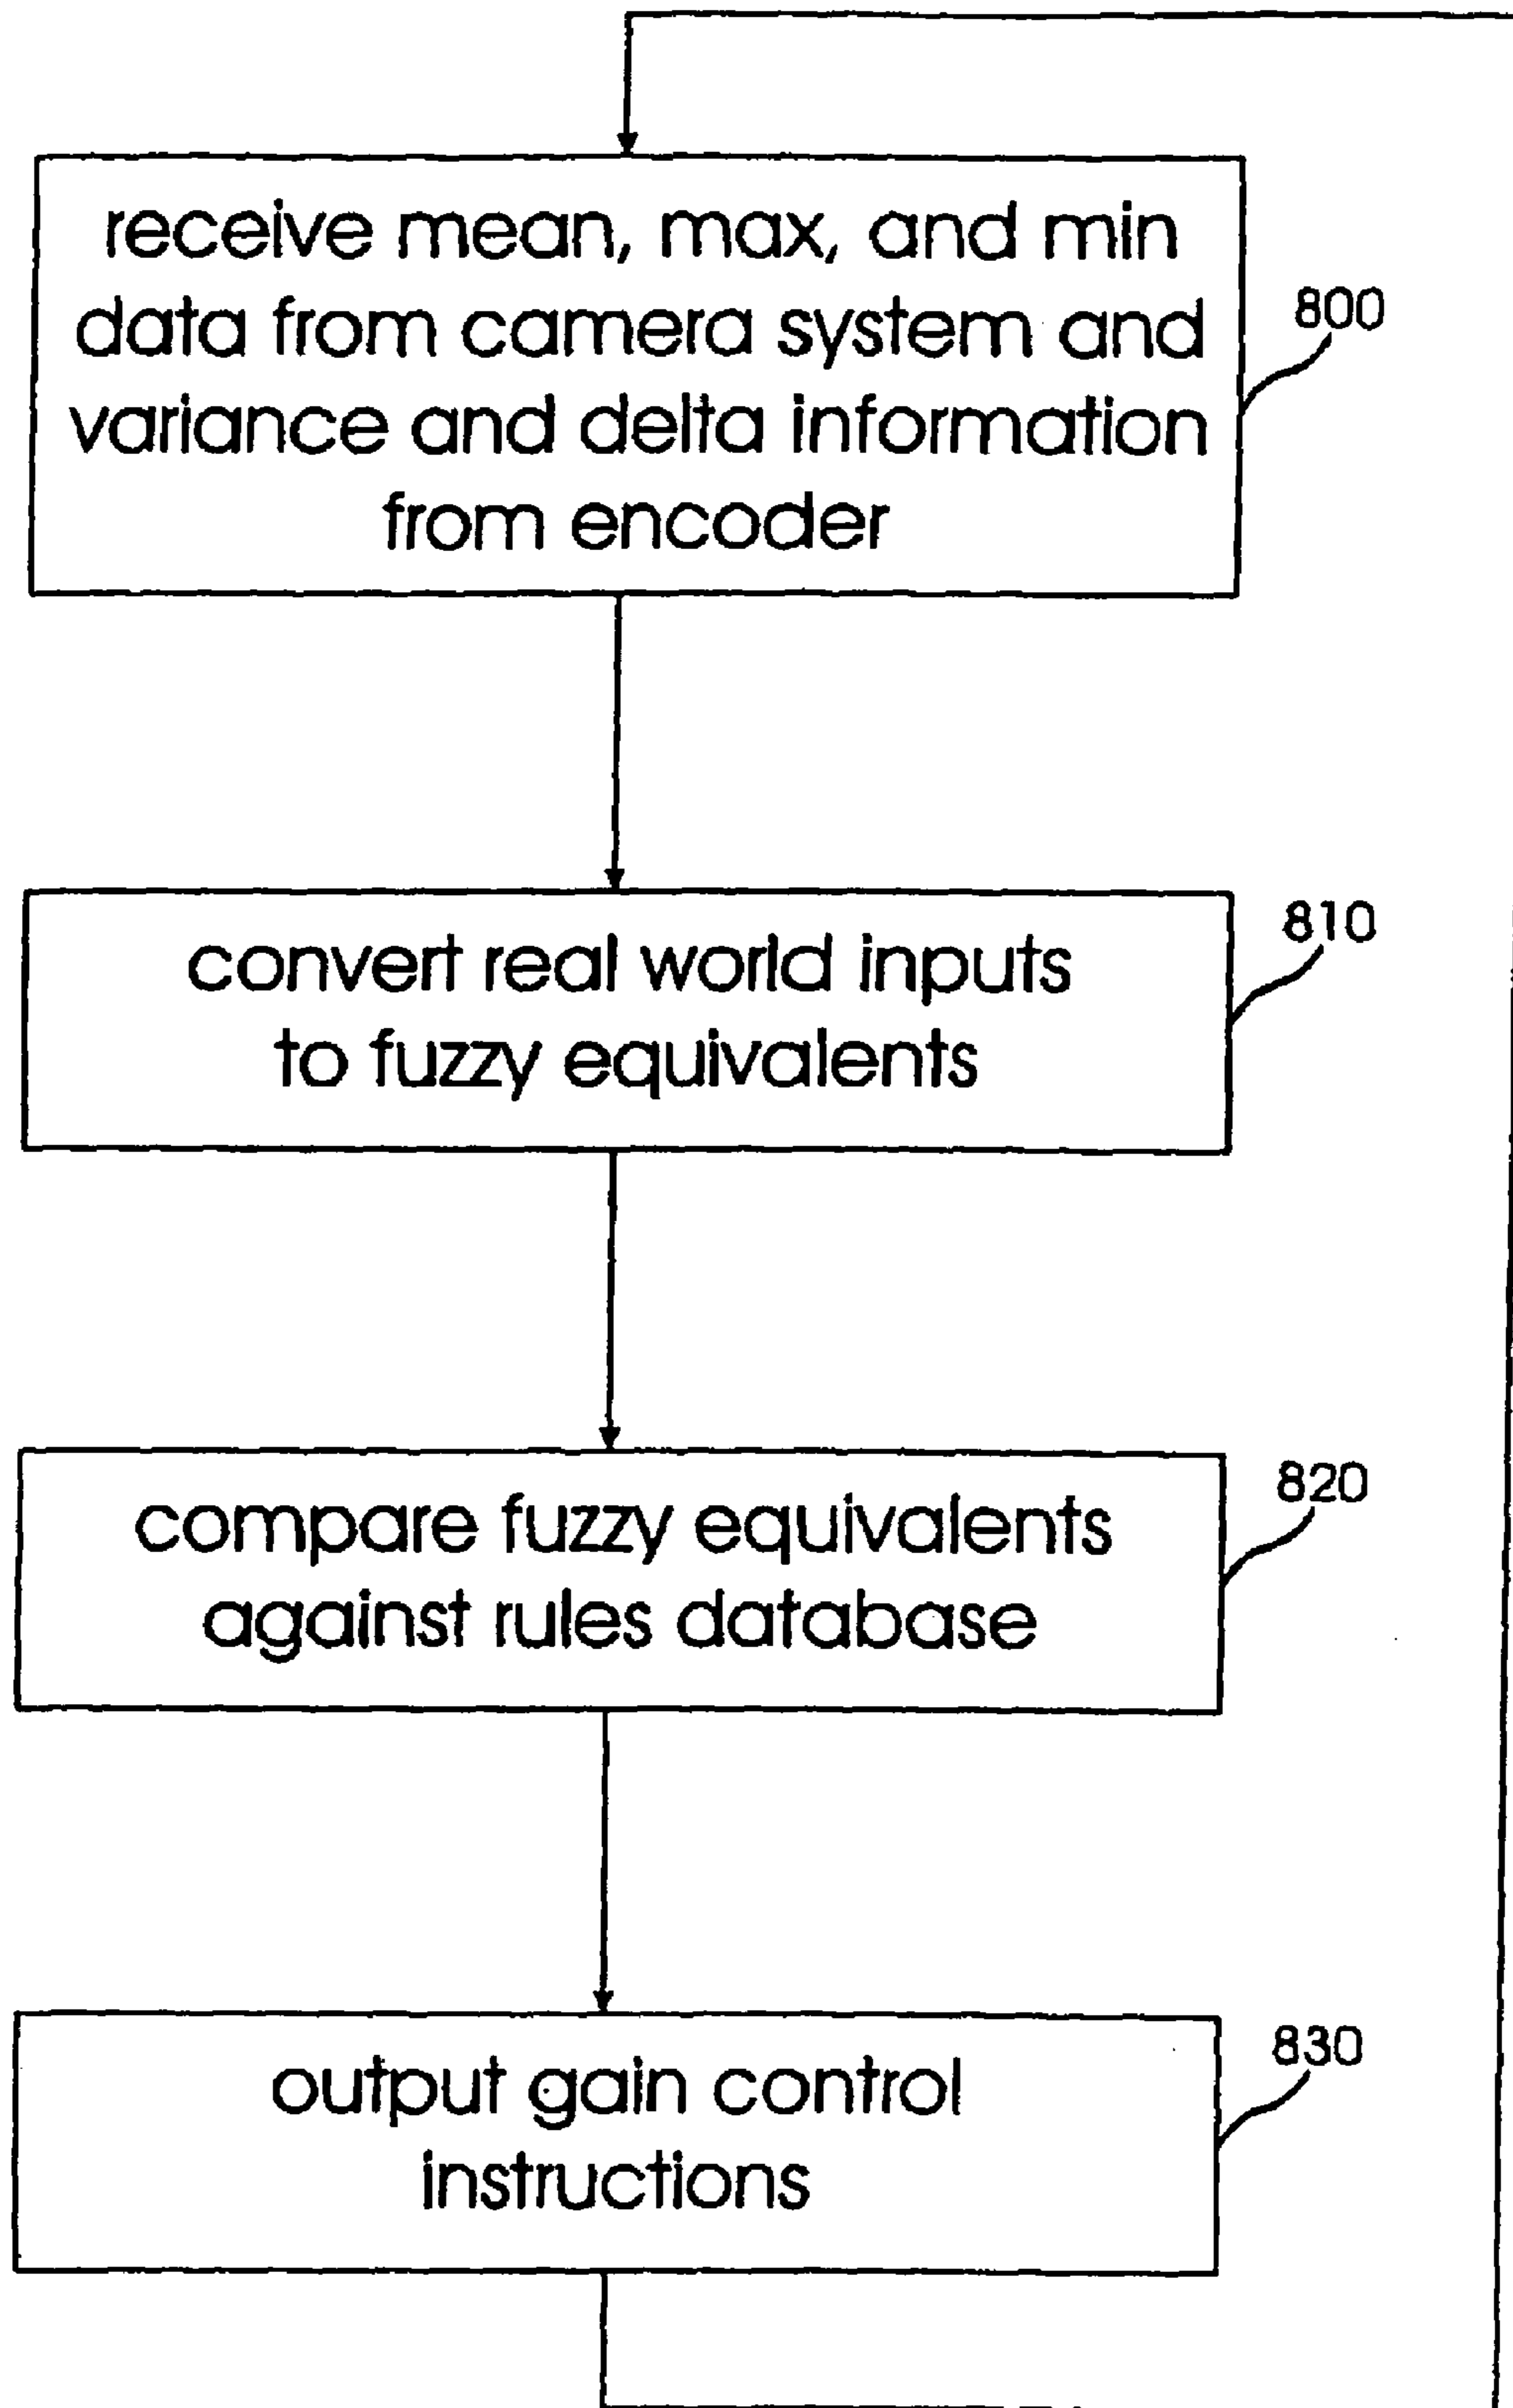 receive mean, max, and min
data from camera system and
variance and delta information
from encoder
800
convert real world inputs
to fuzzy equivalents
810
compare fuzzy equivalents
against rules database
820
output gain control
instructions
830